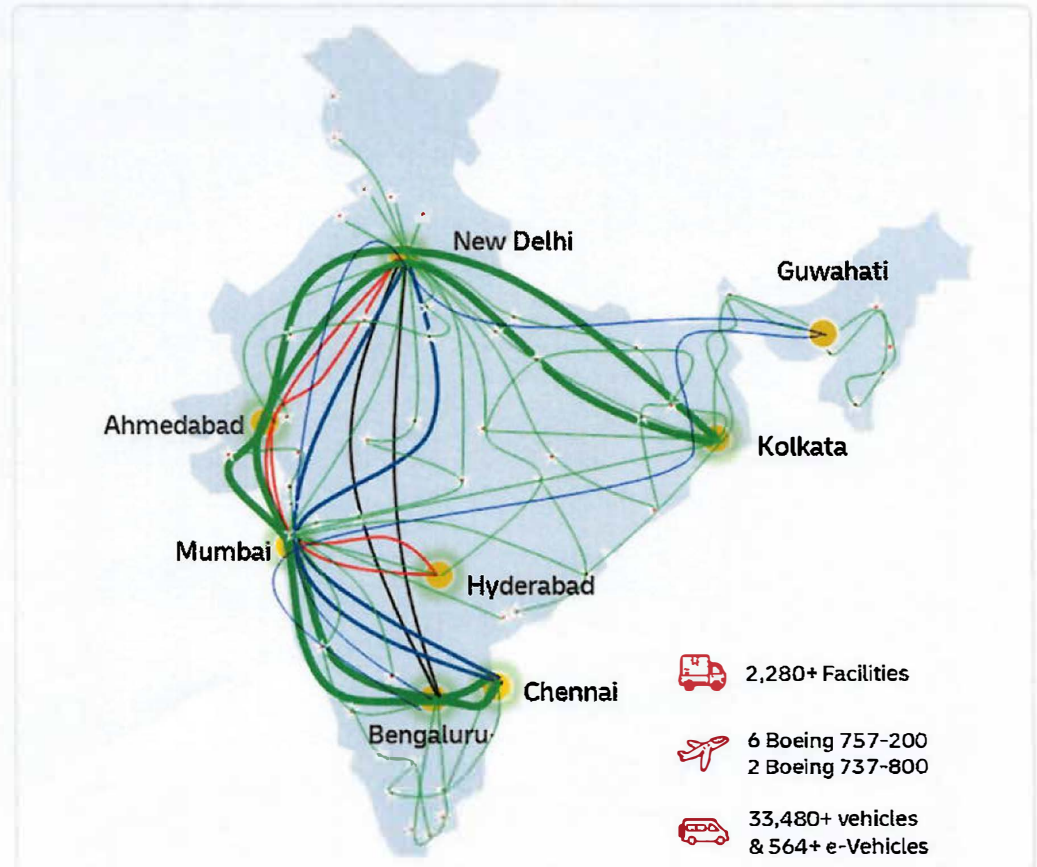 New Delhi
Guwahati
Ahmedabad
Kolkata
Mumbai
Hyderabad
Chennai
Bengaluru
2,280+ Facilities
6 Boeing 757-200
2 Boeing 737-800
33,480+ vehicles
& 564+ e-Vehicles